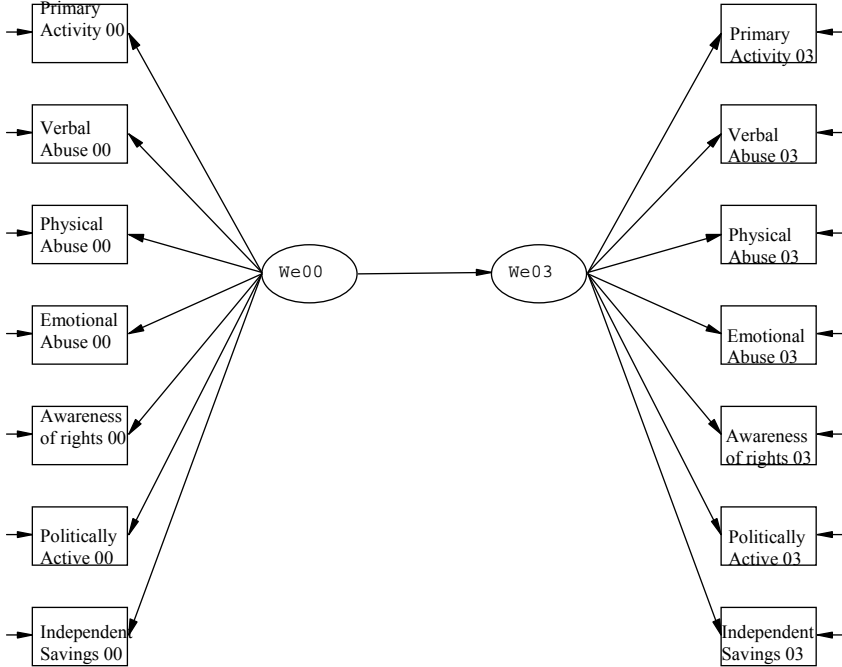 Primary
Activity 00
Verbal
Abuse 00
Physical
Abuse 00
Emotional
Abuse 00
Awareness
of rights 00
Politically
Active 00
Independent
Savings 00
We00
We03
Primary
Activity 03
Verbal
Abuse 03
Physical
Abuse 03
Emotional
Abuse 03
Awareness
of rights 03
Politically
Active 03
Independent
Savings 03